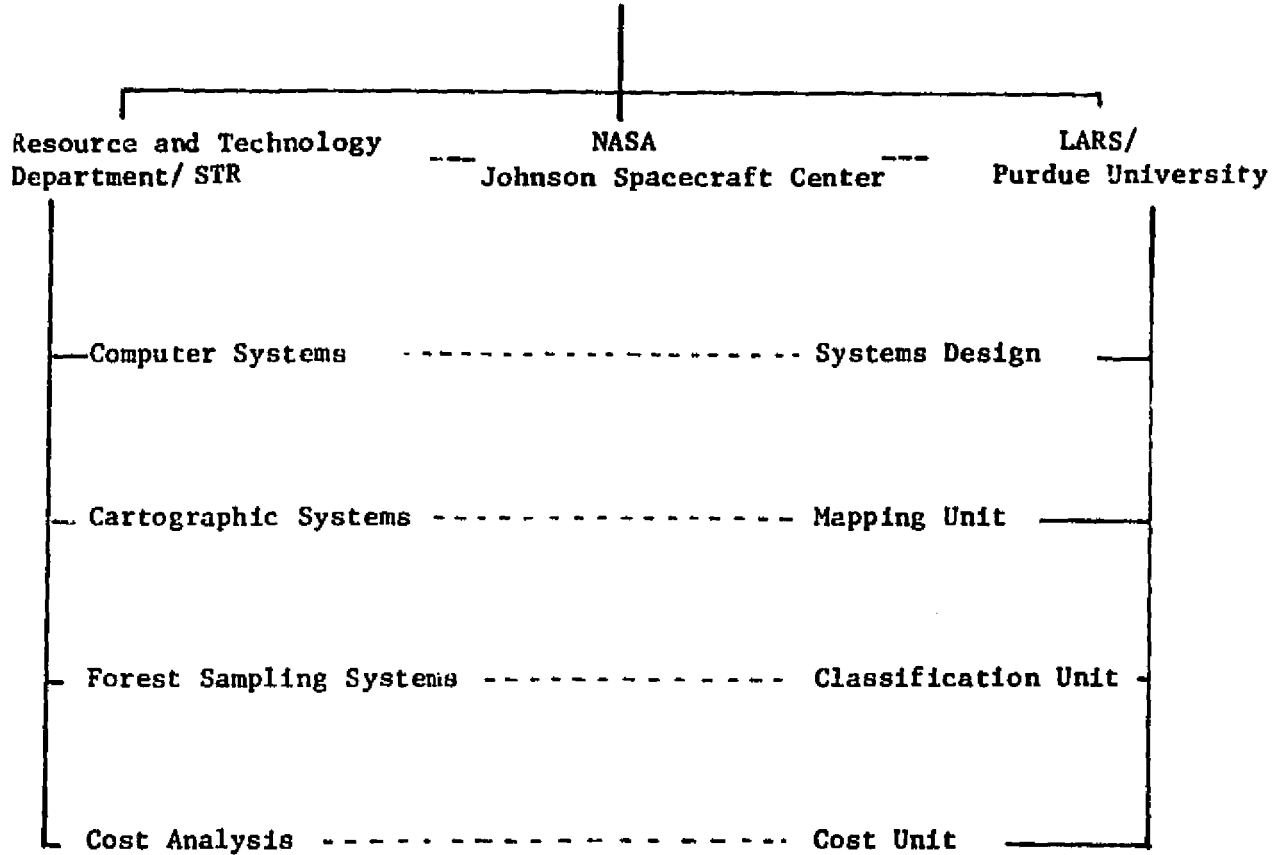 Resource and Technology
Department/ STR
NASA
Johnson Spacecraft Center
LARS/
Purdue University
Computer Systems
Systems Design
Cartographic Systems
Mapping Unit
Forest Sampling Systems
Classification Unit
Cost Analysis
Cost Unit